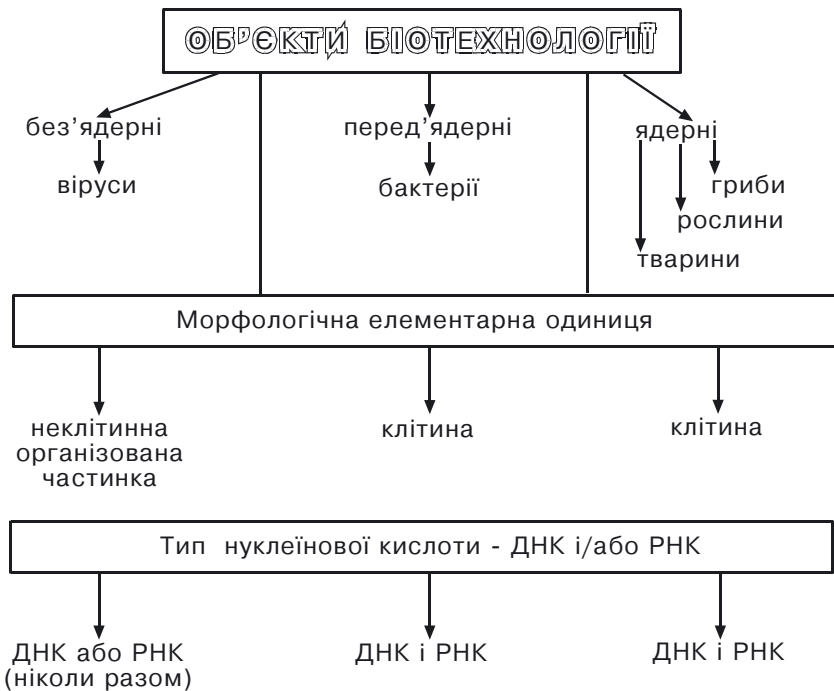 ОБ’ЄКТИ БІОТЕХНОЛОГІЇ
без’ядерні
перед’ядерні
ядерні
віруси
бактерії
гриби
рослини
тварини
Морфологічна елементарна одиниця
неклітинна
організована
частинка
клітина
клітина
Тип нуклеїнової кислоти - ДНК і/або РНК
ДНК або РНК
(ніколи разом)
ДНК і РНК
ДНК і РНК